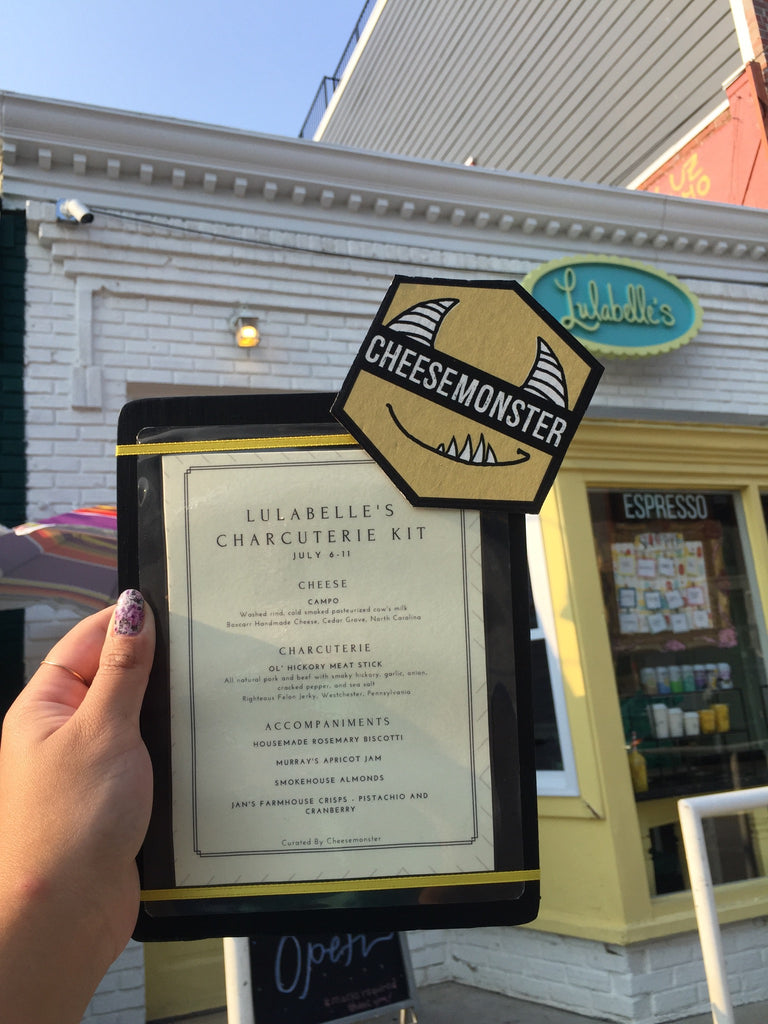 Lulabelle's
CHEESEMONSTER
ESPRESSO
LULABELLE'S
CHARCUTERIE KIT
JULY 6-11
CHEESE
CAMPO
Washed rind, cold smoked pasteurized cow's milk
Boxcarr Handmade Cheese, Cedar Grove, North Carolina
CHARCUTERIE
OL' HICKORY MEAT STICK
All natural pork and beef with smoky hickory, garlic, onion,
cracked pepper, and sea salt
Righteous Felon Jerky, Westchester, Pennsylvania
ACCOMPANIMENTS
HOUSEMADE ROSEMARY BISCOTTI
MURRAY'S APRICOT JAM
SMOKEHOUSE ALMONDS
JAN'S FARMHOUSE CRISPS - PISTACHIO AND
CRANBERRY
Curated By Cheesemonster
Open